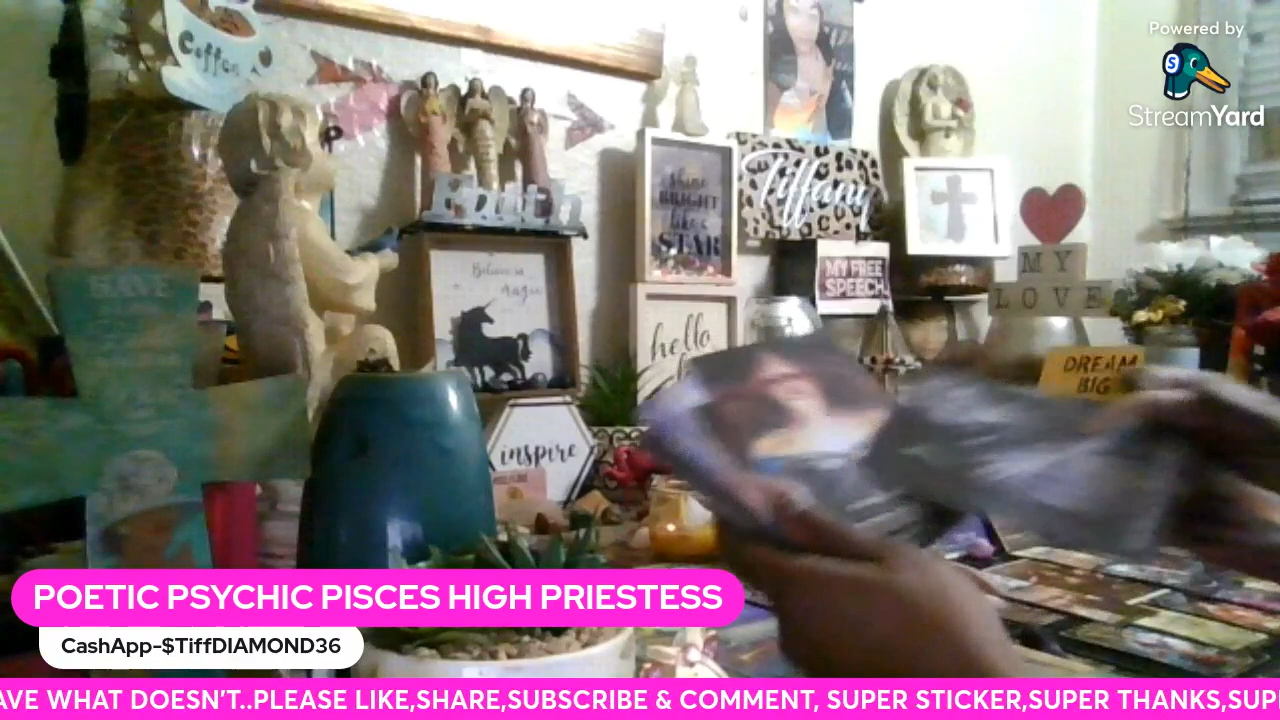 Powered by
StreamYard
Coffee
Faith
Believe in
magic
Shine
BRIGHT
like a
STAR
Tiffany
MY FREE
SPEECH
MY
LOVE
hello
DREAM
BIG
inspire
HAVE
POETIC PSYCHIC PISCES HIGH PRIESTESS
CashApp-$TiffDIAMOND36
AVE WHAT DOESN'T..PLEASE LIKE,SHARE,SUBSCRIBE & COMMENT, SUPER STICKER,SUPER THANKS,SUP